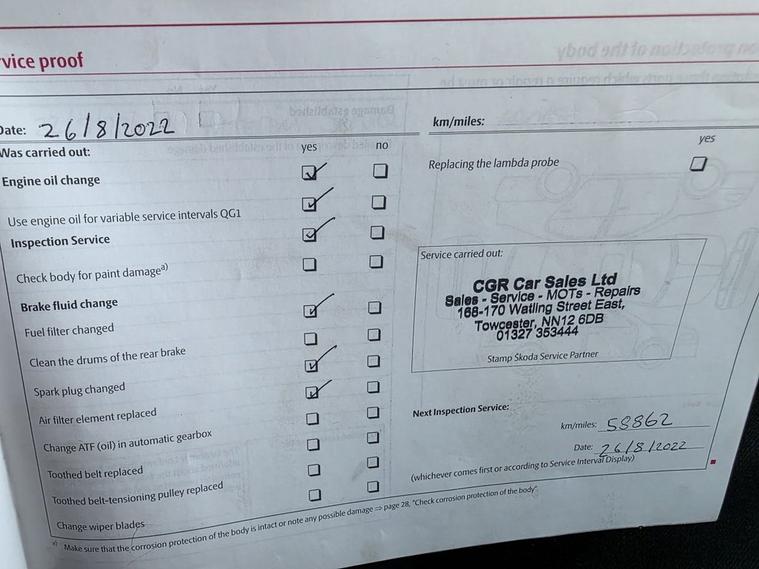 rvice proof
Date: 26/8/2022
km/miles:
Was carried out: yes no
yes
Engine oil change
Replacing the lambda probe
Use engine oil for variable service intervals QG1
Inspection Service
Check body for paint damage a)
Brake fluid change
Fuel filter changed
Clean the drums of the rear brake
Spark plug changed
Air filter element replaced
Change ATF (oil) in automatic gearbox
Toothed belt replaced
Toothed belt-tensioning pulley replaced
Change wiper blades
Service carried out:
CGR Car Sales Ltd
Sales - Service - MOTs - Repairs
168-170 Watling Street East,
Towcester, NN12 6DB
01327 353444
Stamp Škoda Service Partner
Next Inspection Service:
km/miles: 58862
Date: 26/8/2022
(whichever comes first or according to Service Interval Display)
a) Make sure that the corrosion protection of the body is intact or note any possible damage ⇒ page 28, "Check corrosion protection of the body".